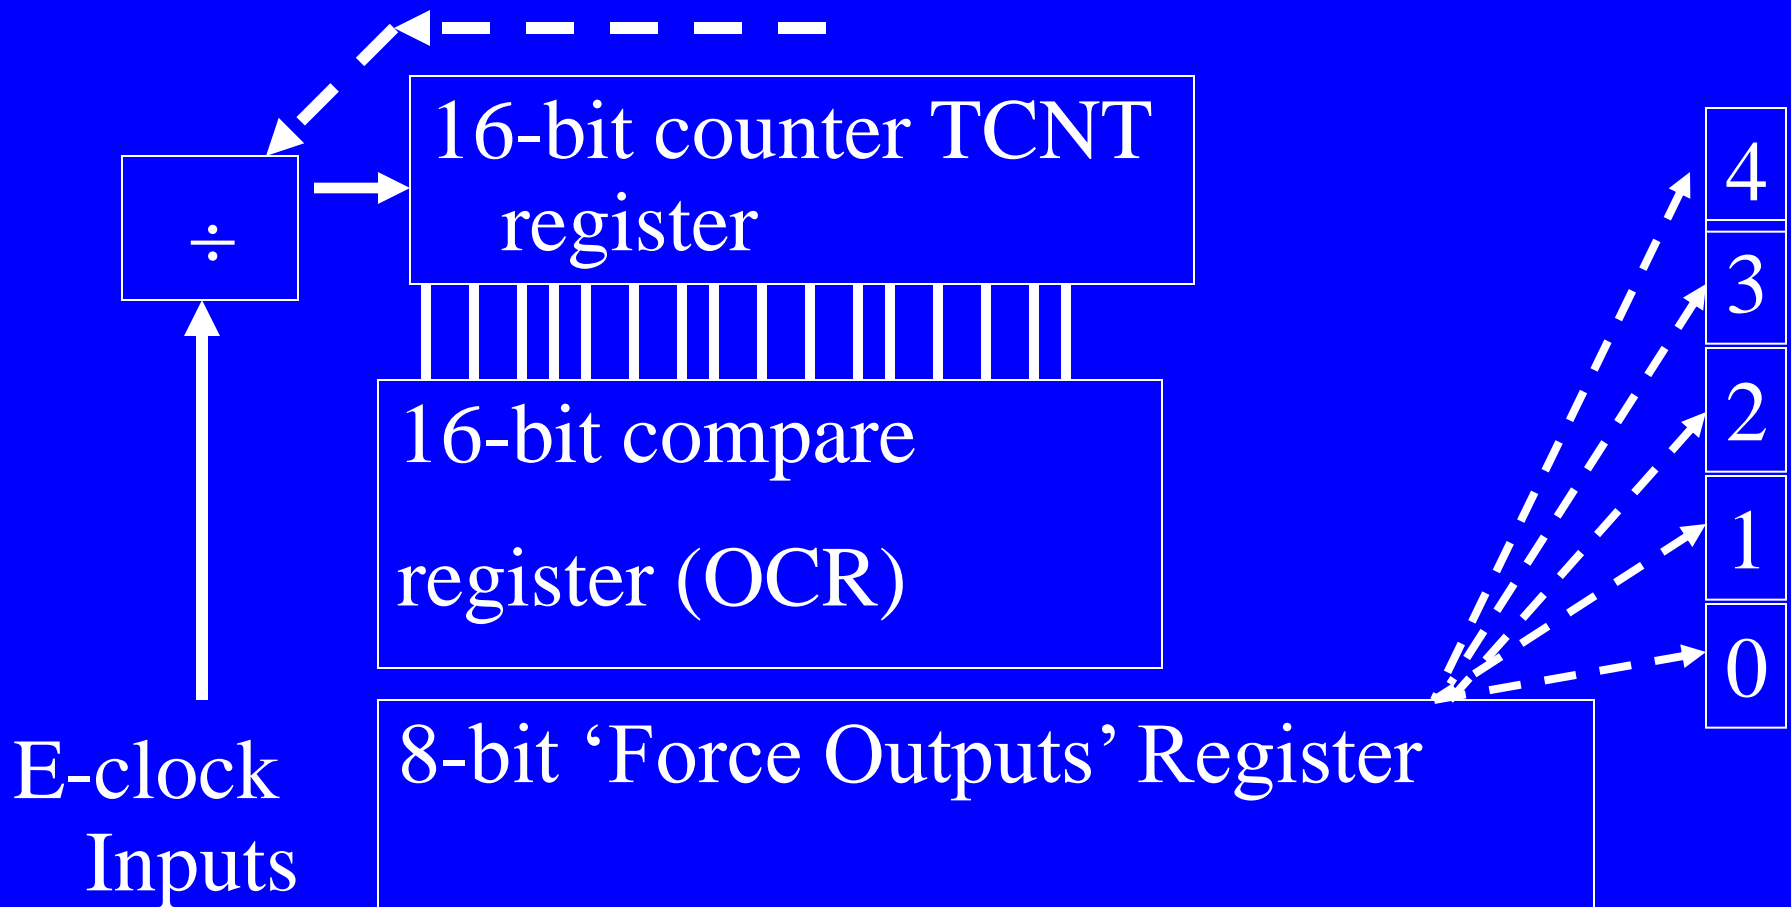 16-bit counter TCNT
register
÷
16-bit compare
register (OCR)
8-bit ‘Force Outputs’ Register
E-clock
Inputs
4
3
2
1
0